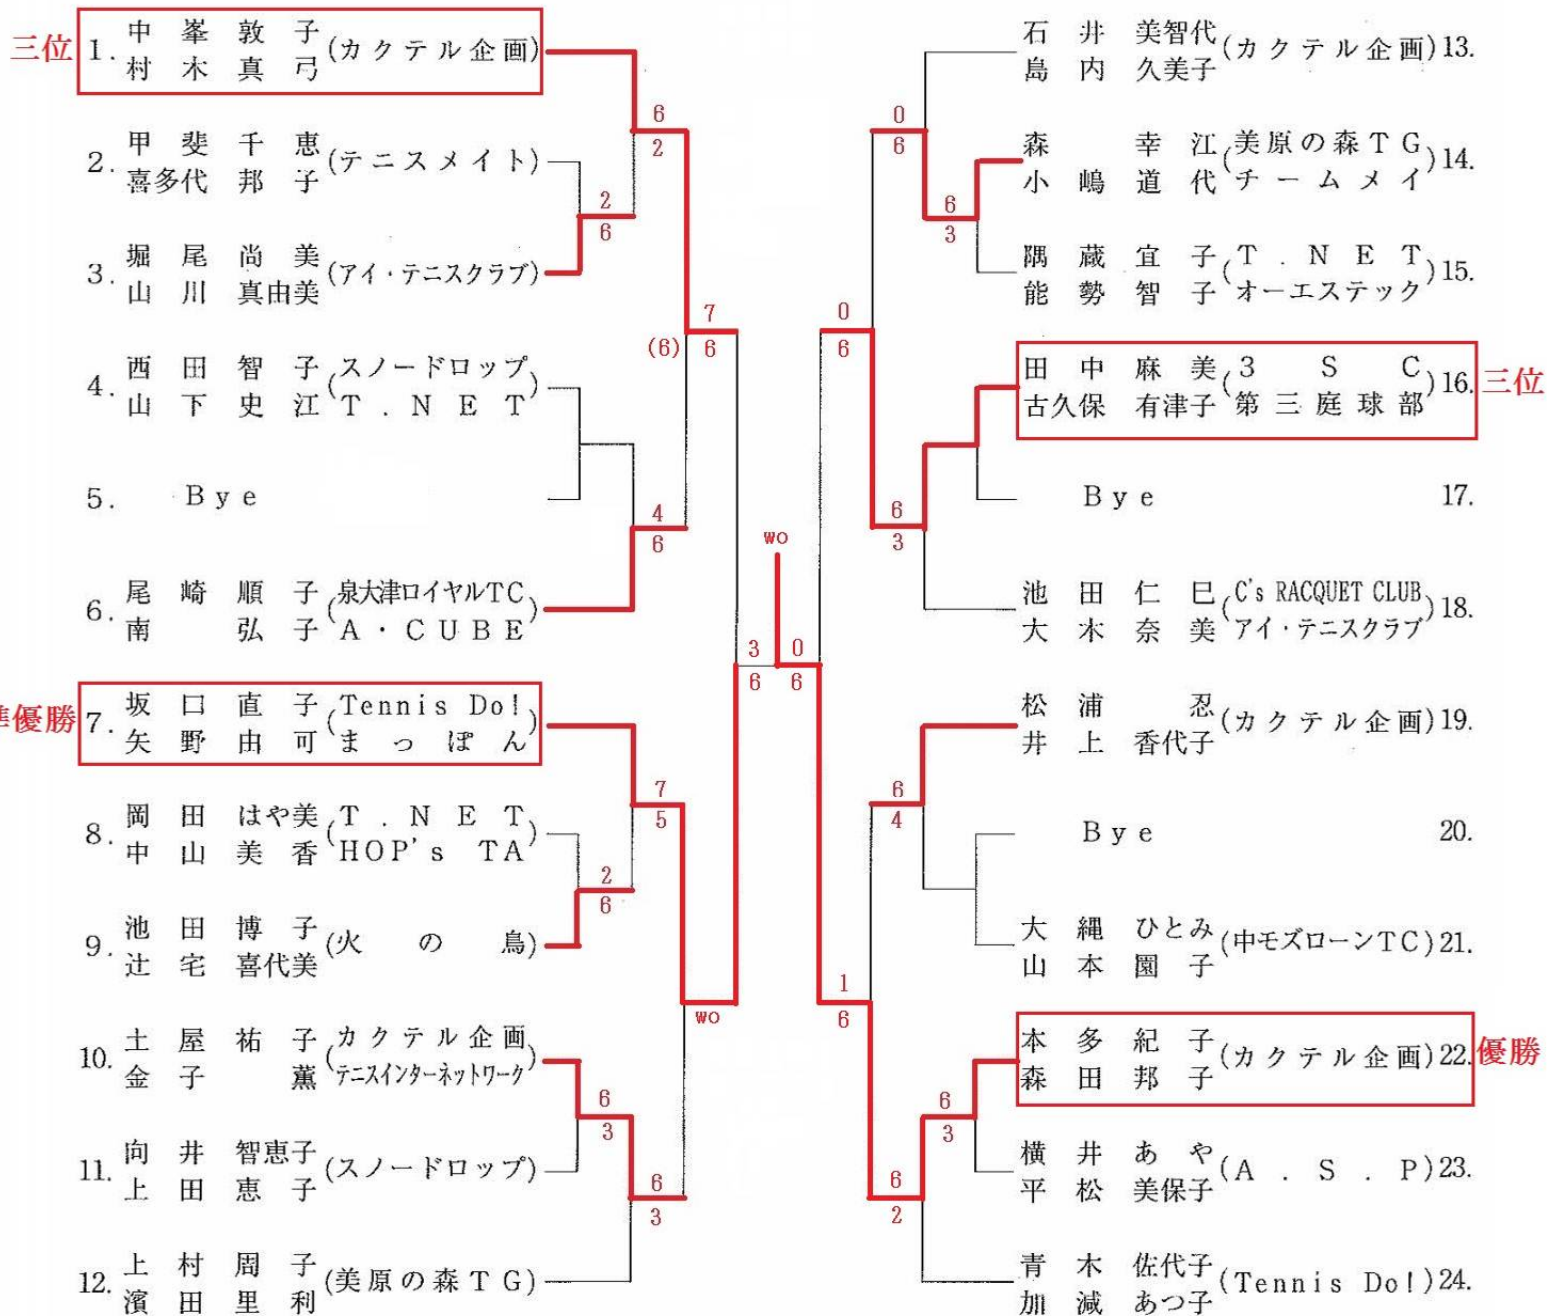 三位
1. 中峯敦子 (カクテル企画)
村木真弓
2. 甲斐千恵 (テニスメイト)
喜多代邦子
3. 堀尾尚美 (アイ・テニスクラブ)
山川真由美
4. 西田智子 (スノードロップ
山下史江 T.NET)
5. Bye
6. 尾崎順子 (泉大津ロイヤルTC
南弘子 A・CUBE)
準優勝
7. 坂口直子 (Tennis Do!
矢野由可 まっぽん)
8. 岡田はや美 (T.NET
中山美香 HOP's TA)
9. 池田博子 (火の鳥)
辻宅喜代美
10. 土屋祐子 (カクテル企画
金子薫 テニスインターネットワーク)
11. 向井智恵子 (スノードロップ)
上田恵子
12. 上村周子 (美原の森TG)
濱田里利
6
2
2
6
7
(6) 6
4
6
7
5
2
6
wo
6
3
6
3
3
6
wo
0
6
0
6
0
6
6
3
6
3
6
4
1
6
6
3
6
2
石井美智代 (カクテル企画) 13.
島内久美子
森幸江 (美原の森TG
小嶋道代 チームメイ) 14.
隅蔵宜子 (T.NET
能勢智子 オーエステック) 15.
田中麻美 (3SC
古久保有津子 第三庭球部) 16.
三位
Bye 17.
池田仁巳 (C's RACQUET CLUB
大木奈美 アイ・テニスクラブ) 18.
松浦忍 (カクテル企画) 19.
井上香代子
Bye 20.
大縄ひとみ (中モズローンTC) 21.
山本園子
本多紀子 (カクテル企画) 22.
森田邦子
優勝
横井あや (A.S.P) 23.
平松美保子
青木佐代子 (Tennis Do!) 24.
加減あつ子